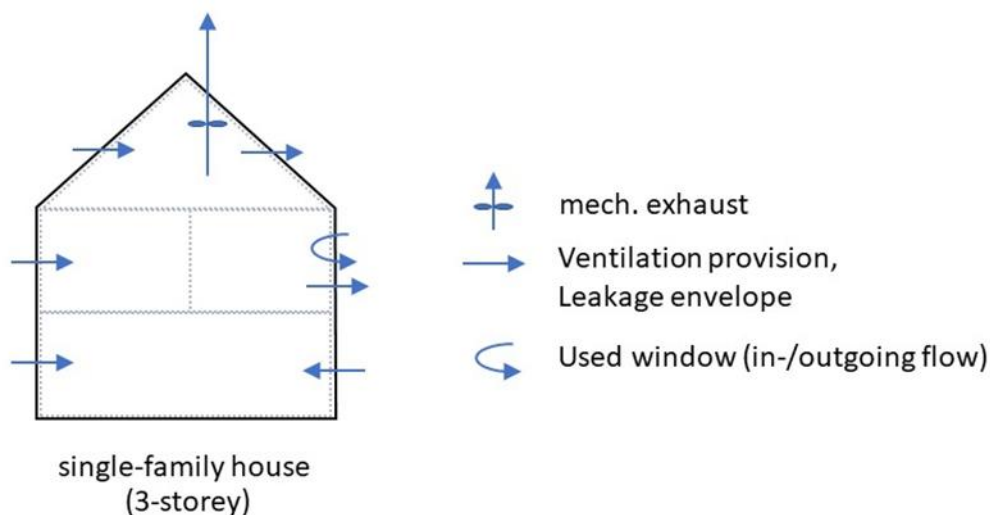 mech. exhaust
Ventilation provision,
Leakage envelope
Used window (in-/outgoing flow)
single-family house
(3-storey)